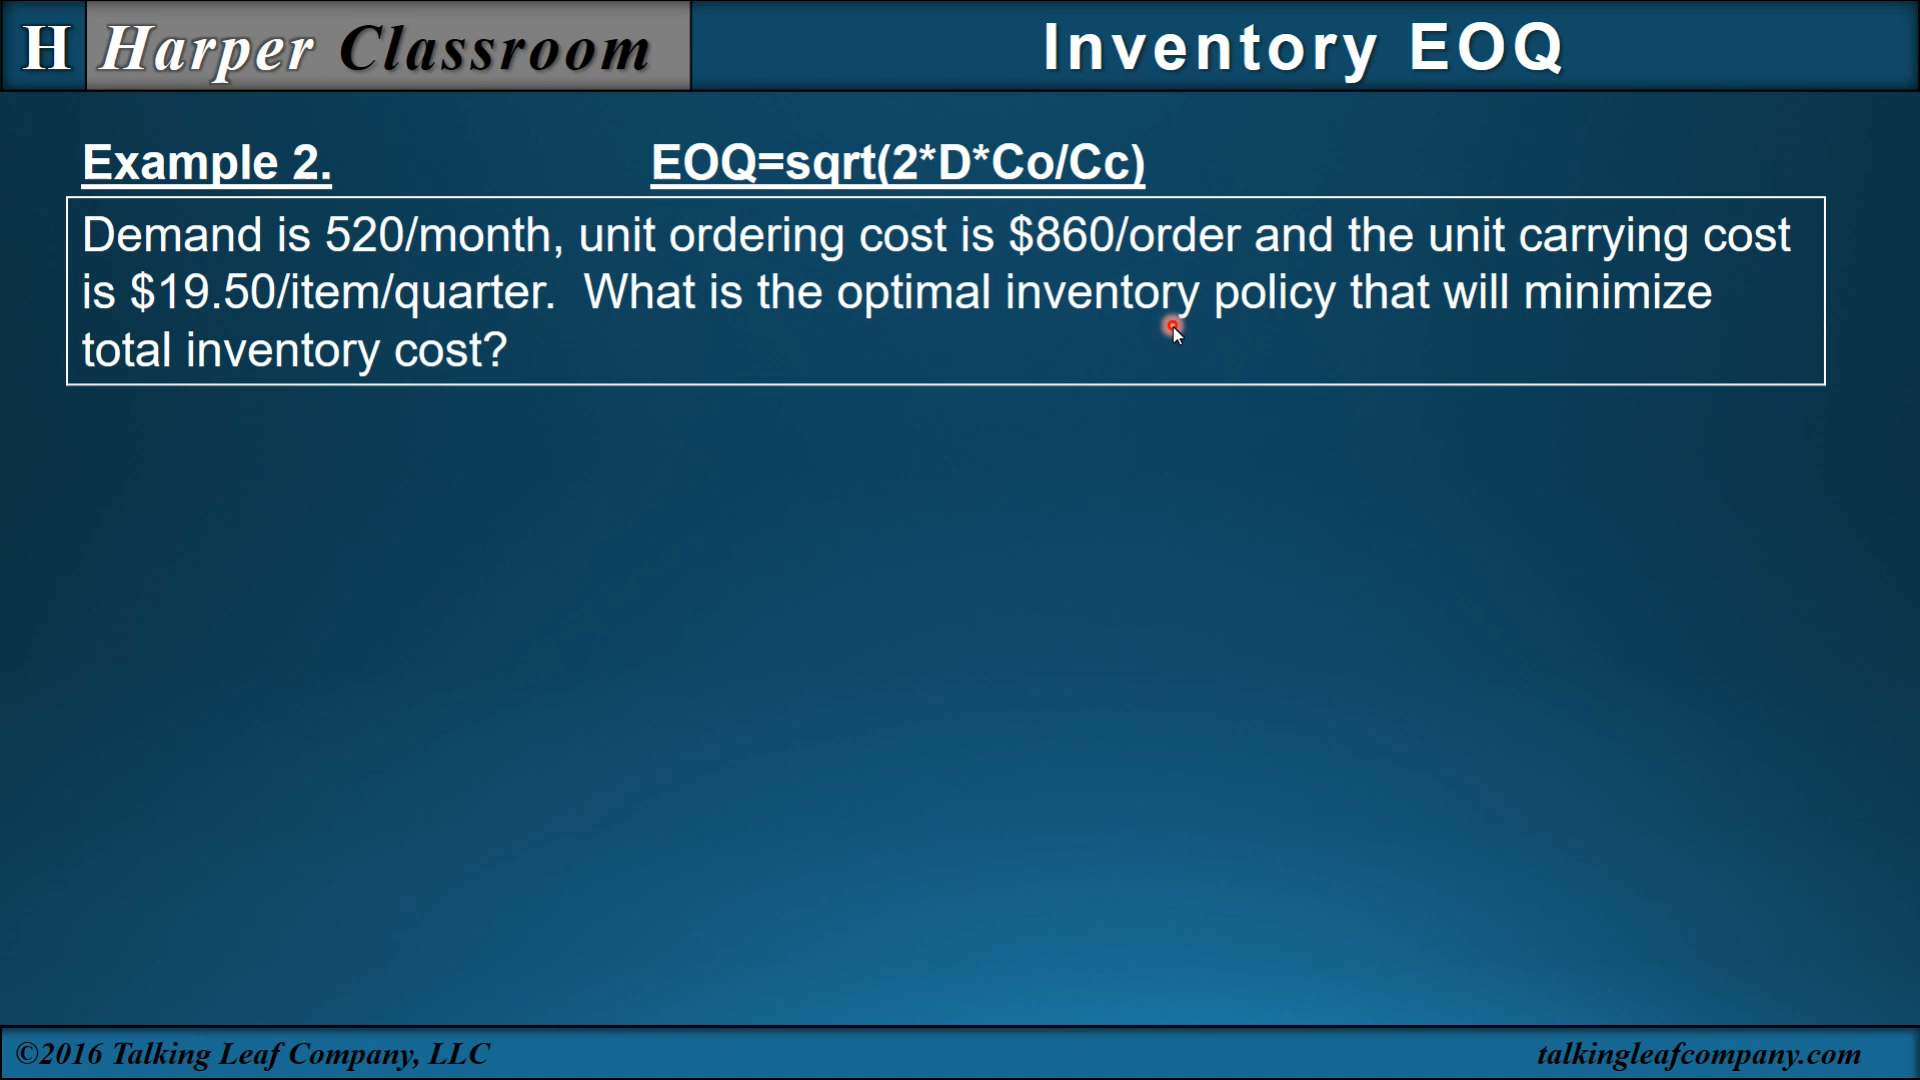 H Harper Classroom Inventory EOQ
Example 2. EOQ=sqrt(2*D*Co/Cc)
Demand is 520/month, unit ordering cost is $860/order and the unit carrying cost
is $19.50/item/quarter. What is the optimal inventory policy that will minimize
total inventory cost?
©2016 Talking Leaf Company, LLC talkingleafcompany.com